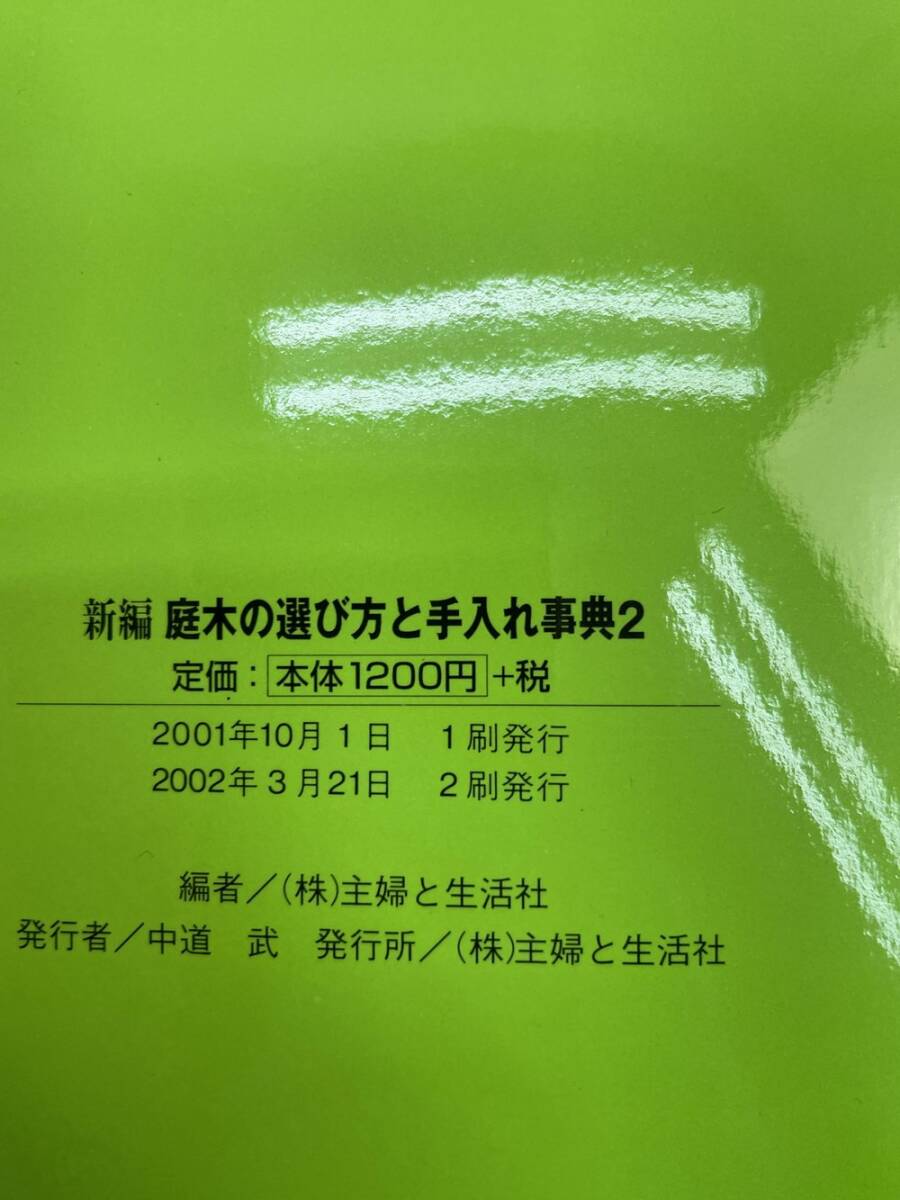 新編 庭木の選び方と手入れ事典2
定価：本体1200円+税
2001年10月1日 1刷発行
2002年3月21日 2刷発行
編者／(株)主婦と生活社
発行者／中道 武 発行所／(株)主婦と生活社